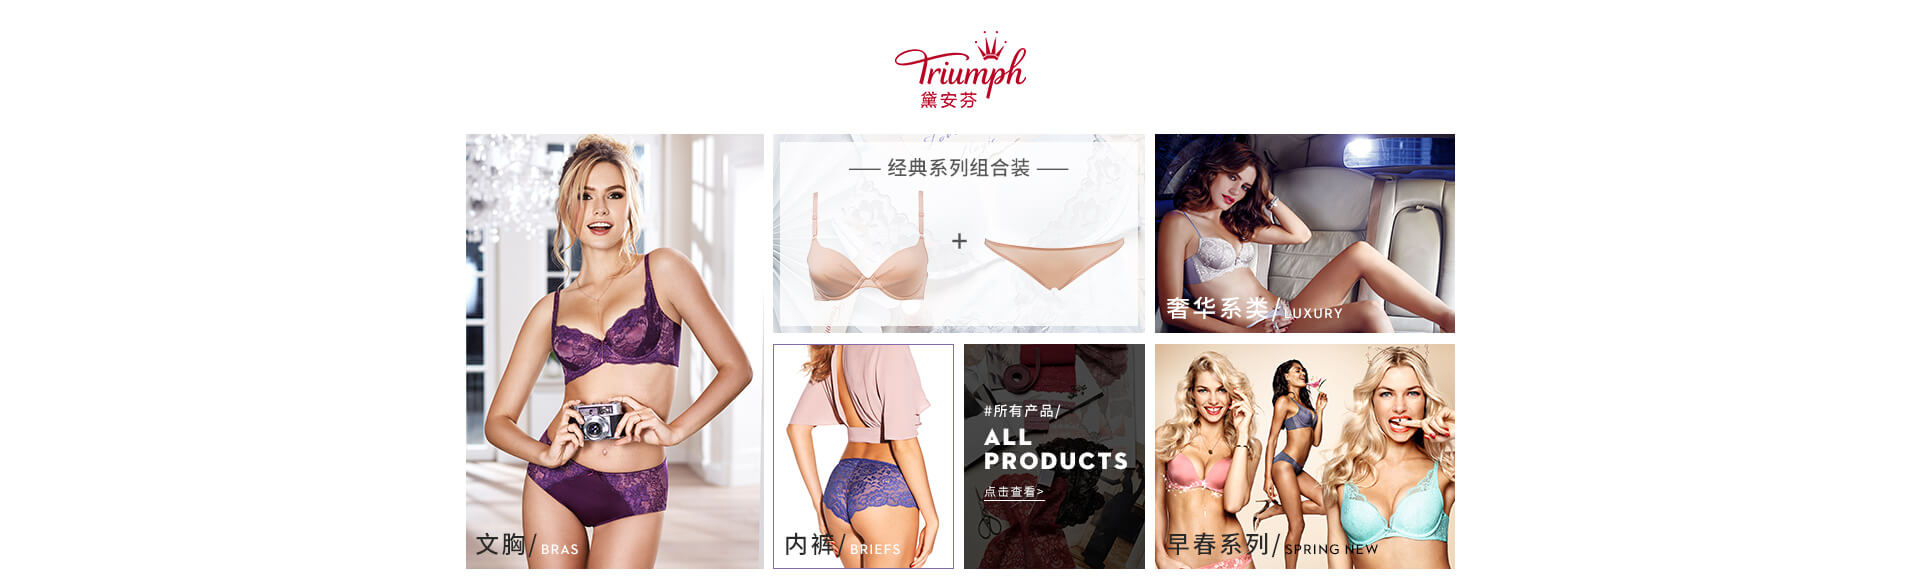 Triumph
黛安芬
经典系列组合装
+
奢华系类/LUXURY
#所有产品/
ALL
PRODUCTS
点击查看>
文胸/BRAS
内裤/BRIEFS
早春系列/SPRING NEW